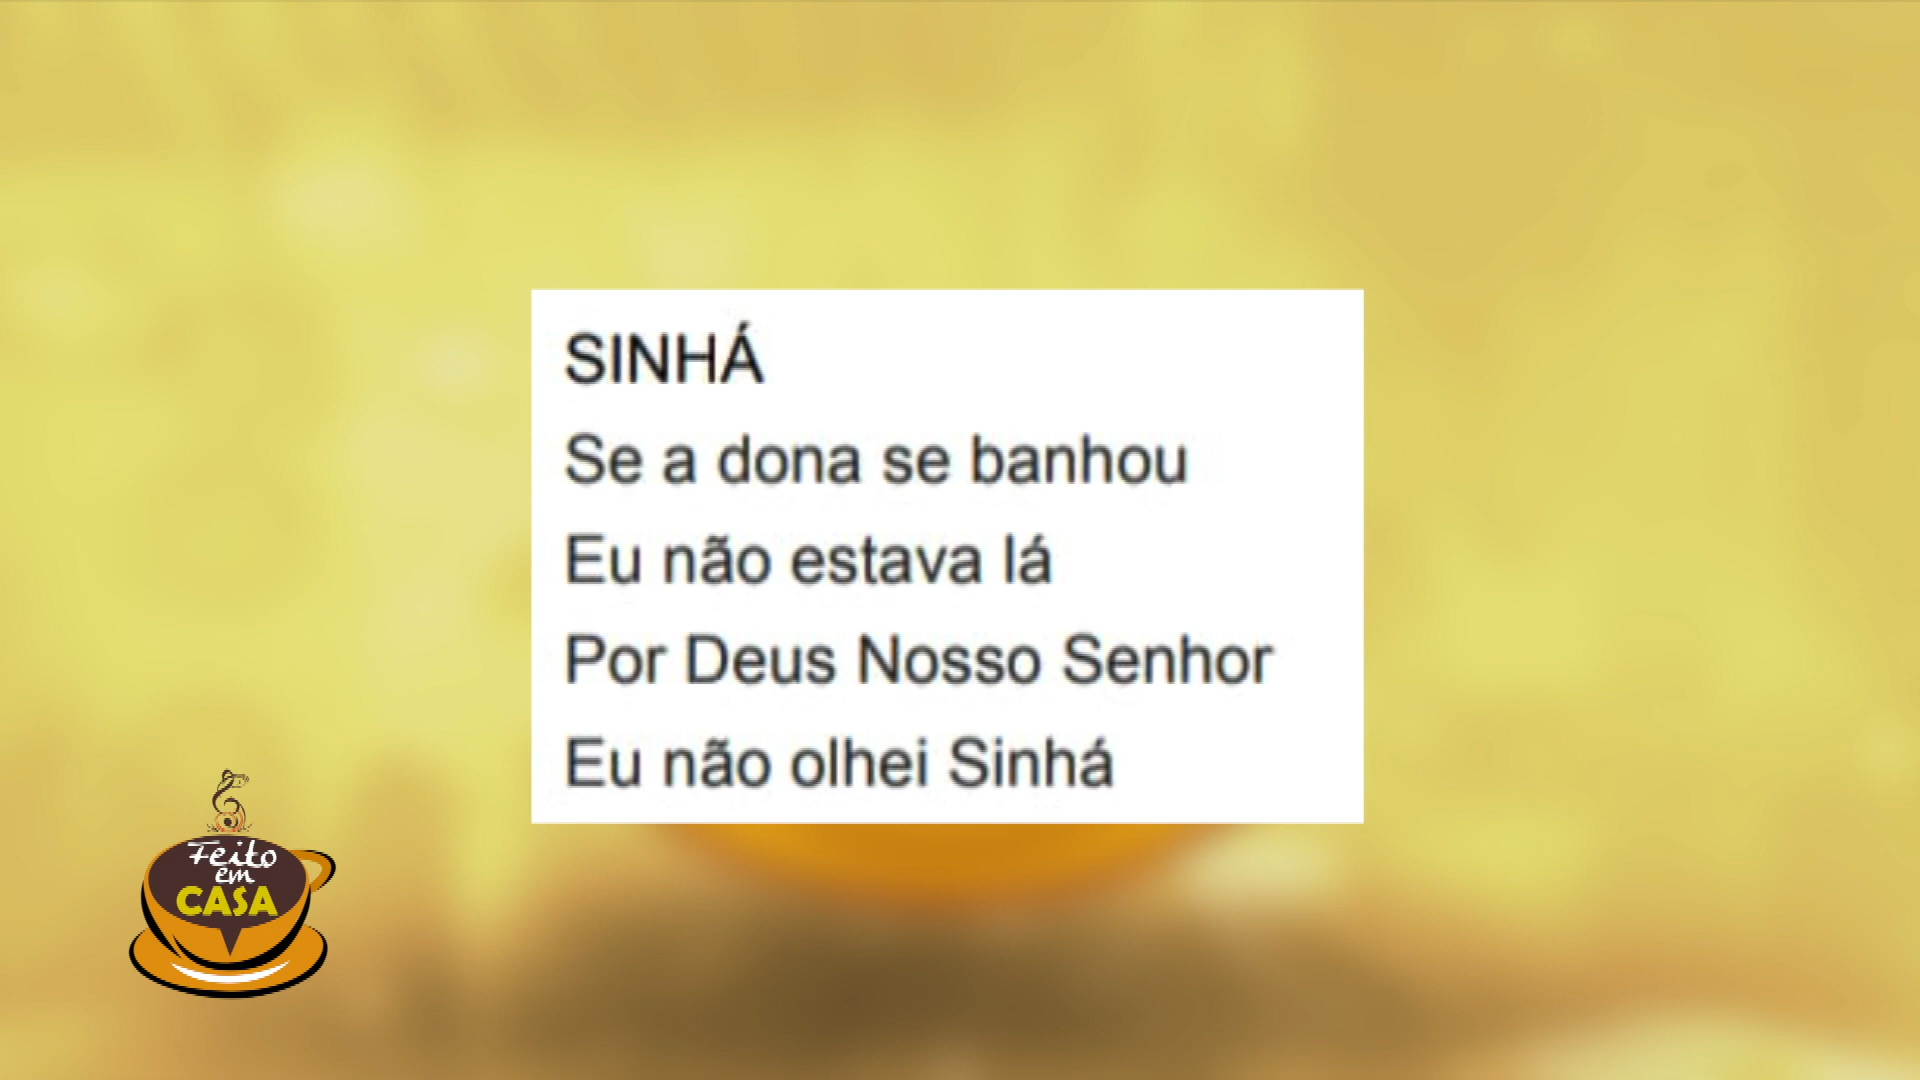 SINHÁ
Se a dona se banhou
Eu não estava lá
Por Deus Nosso Senhor
Eu não olhei Sinhá
Feito
em
CASA